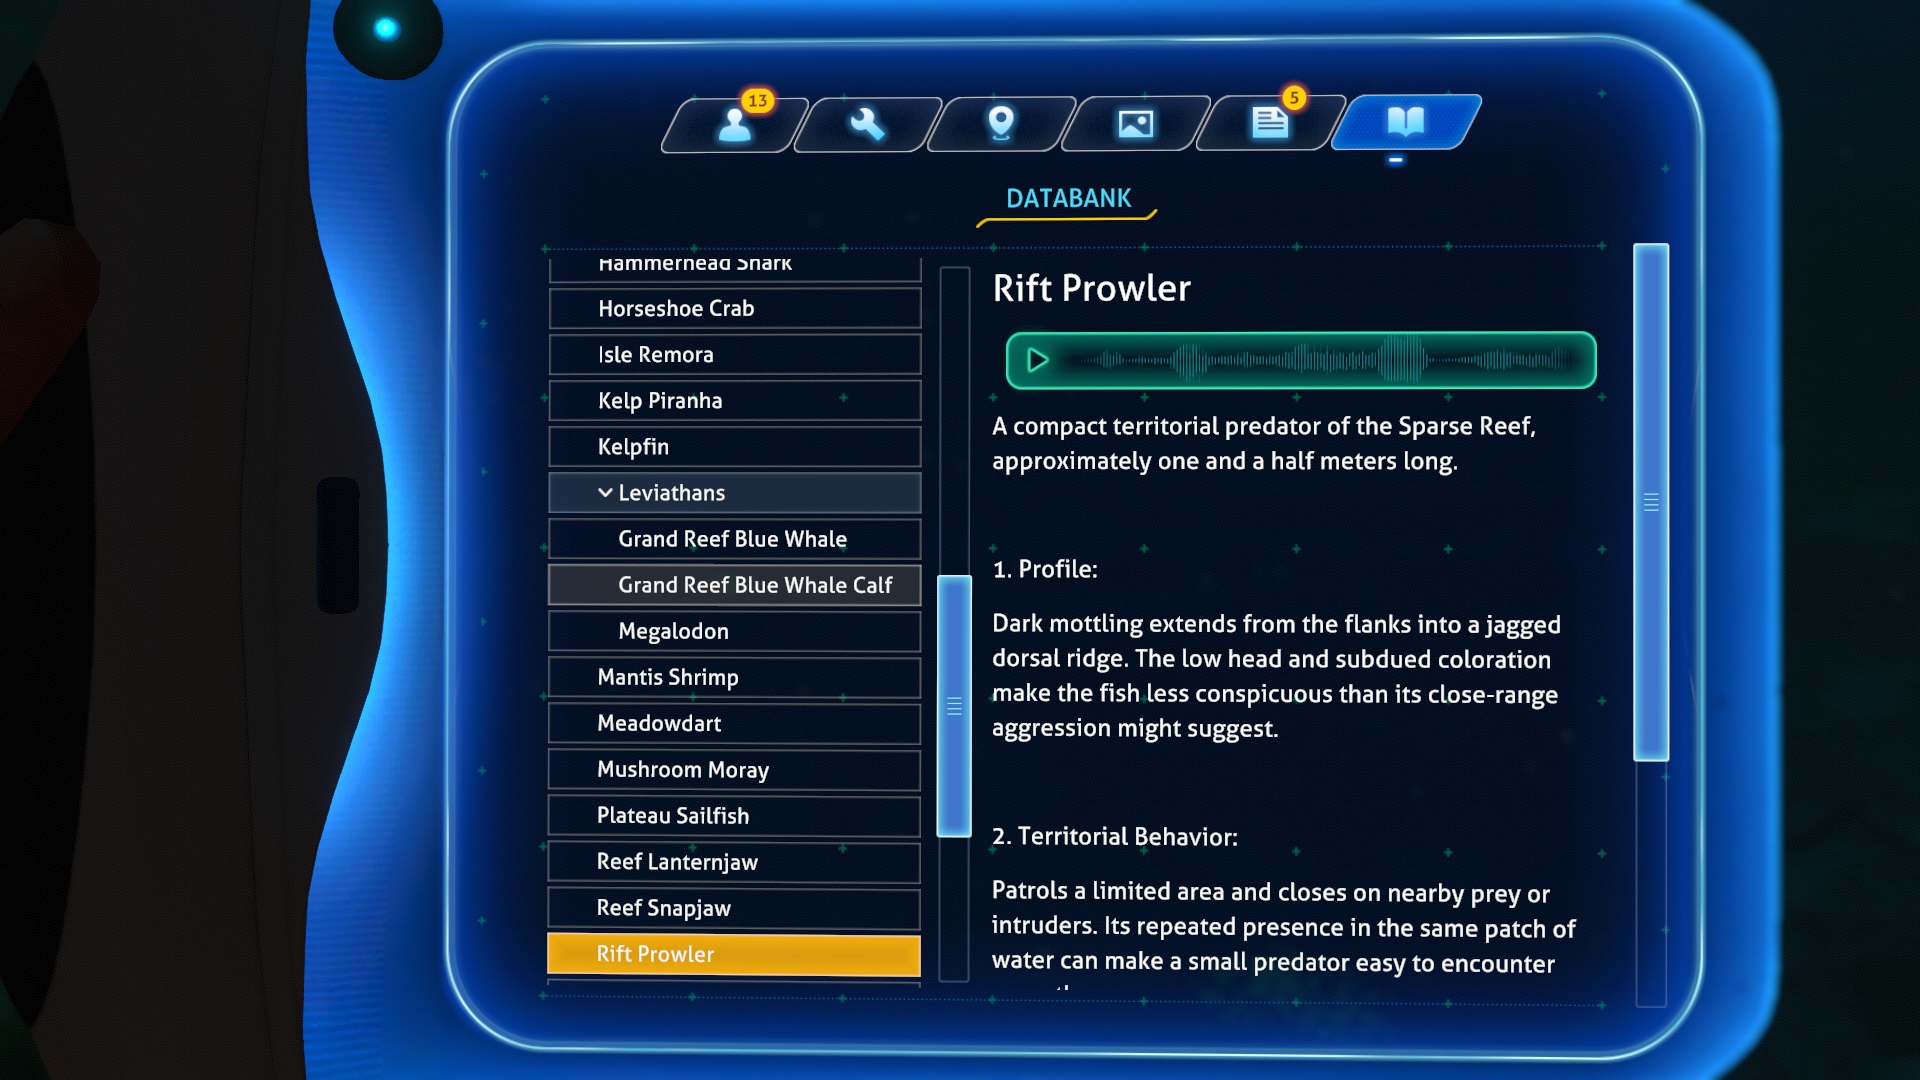 13
5
DATABANK
Hammerhead Shark
Horseshoe Crab
Isle Remora
Kelp Piranha
Kelpfin
Leviathans
Grand Reef Blue Whale
Grand Reef Blue Whale Calf
Megalodon
Mantis Shrimp
Meadowdart
Mushroom Moray
Plateau Sailfish
Reef Lanternjaw
Reef Snapjaw
Rift Prowler
Rift Prowler
A compact territorial predator of the Sparse Reef,
approximately one and a half meters long.
1. Profile:
Dark mottling extends from the flanks into a jagged
dorsal ridge. The low head and subdued coloration
make the fish less conspicuous than its close-range
aggression might suggest.
2. Territorial Behavior:
Patrols a limited area and closes on nearby prey or
intruders. Its repeated presence in the same patch of
water can make a small predator easy to encounter